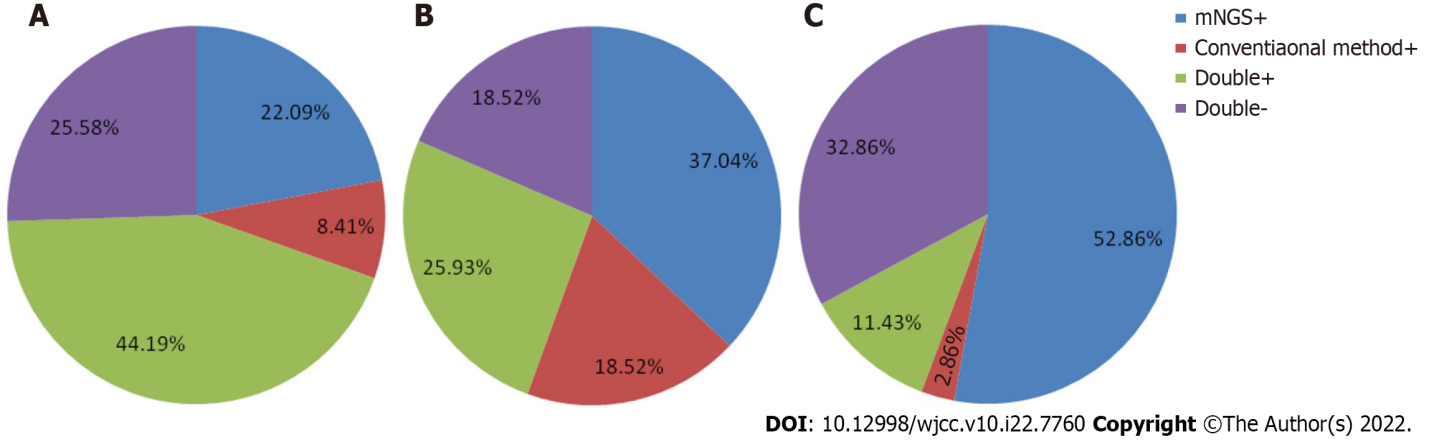 A
B
C
mNGS+
Conventiaonal method+
Double+
Double-
22.09%
8.41%
44.19%
25.58%
37.04%
18.52%
25.93%
18.52%
52.86%
2.86%
11.43%
32.86%
DOI: 10.12998/wjcc.v10.i22.7760 Copyright ©The Author(s) 2022.